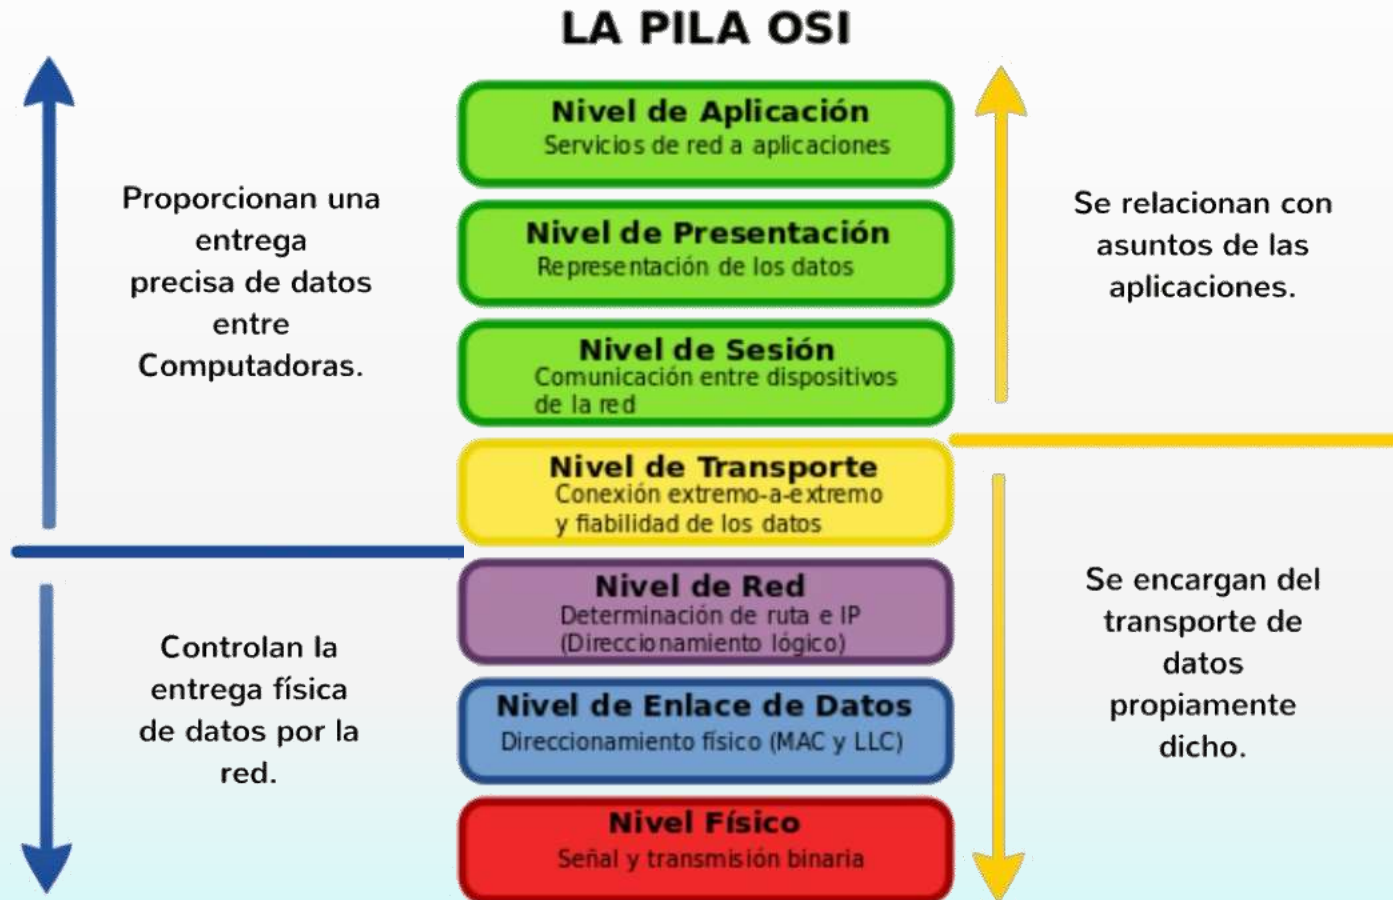 LA PILA OSI
Proporcionan una
entrega
precisa de datos
entre
Computadoras.
Controlan la
entrega física
de datos por la
red.
Nivel de Aplicación
Servicios de red a aplicaciones
Nivel de Presentación
Representación de los datos
Nivel de Sesión
Comunicación entre dispositivos
de la red
Nivel de Transporte
Conexión extremo-a-extremo
y fiabilidad de los datos
Nivel de Red
Determinación de ruta e IP
(Direccionamiento lógico)
Nivel de Enlace de Datos
Direccionamiento físico (MAC y LLC)
Nivel Físico
Señal y transmisión binaria
Se relacionan con
asuntos de las
aplicaciones.
Se encargan del
transporte de
datos
propiamente
dicho.